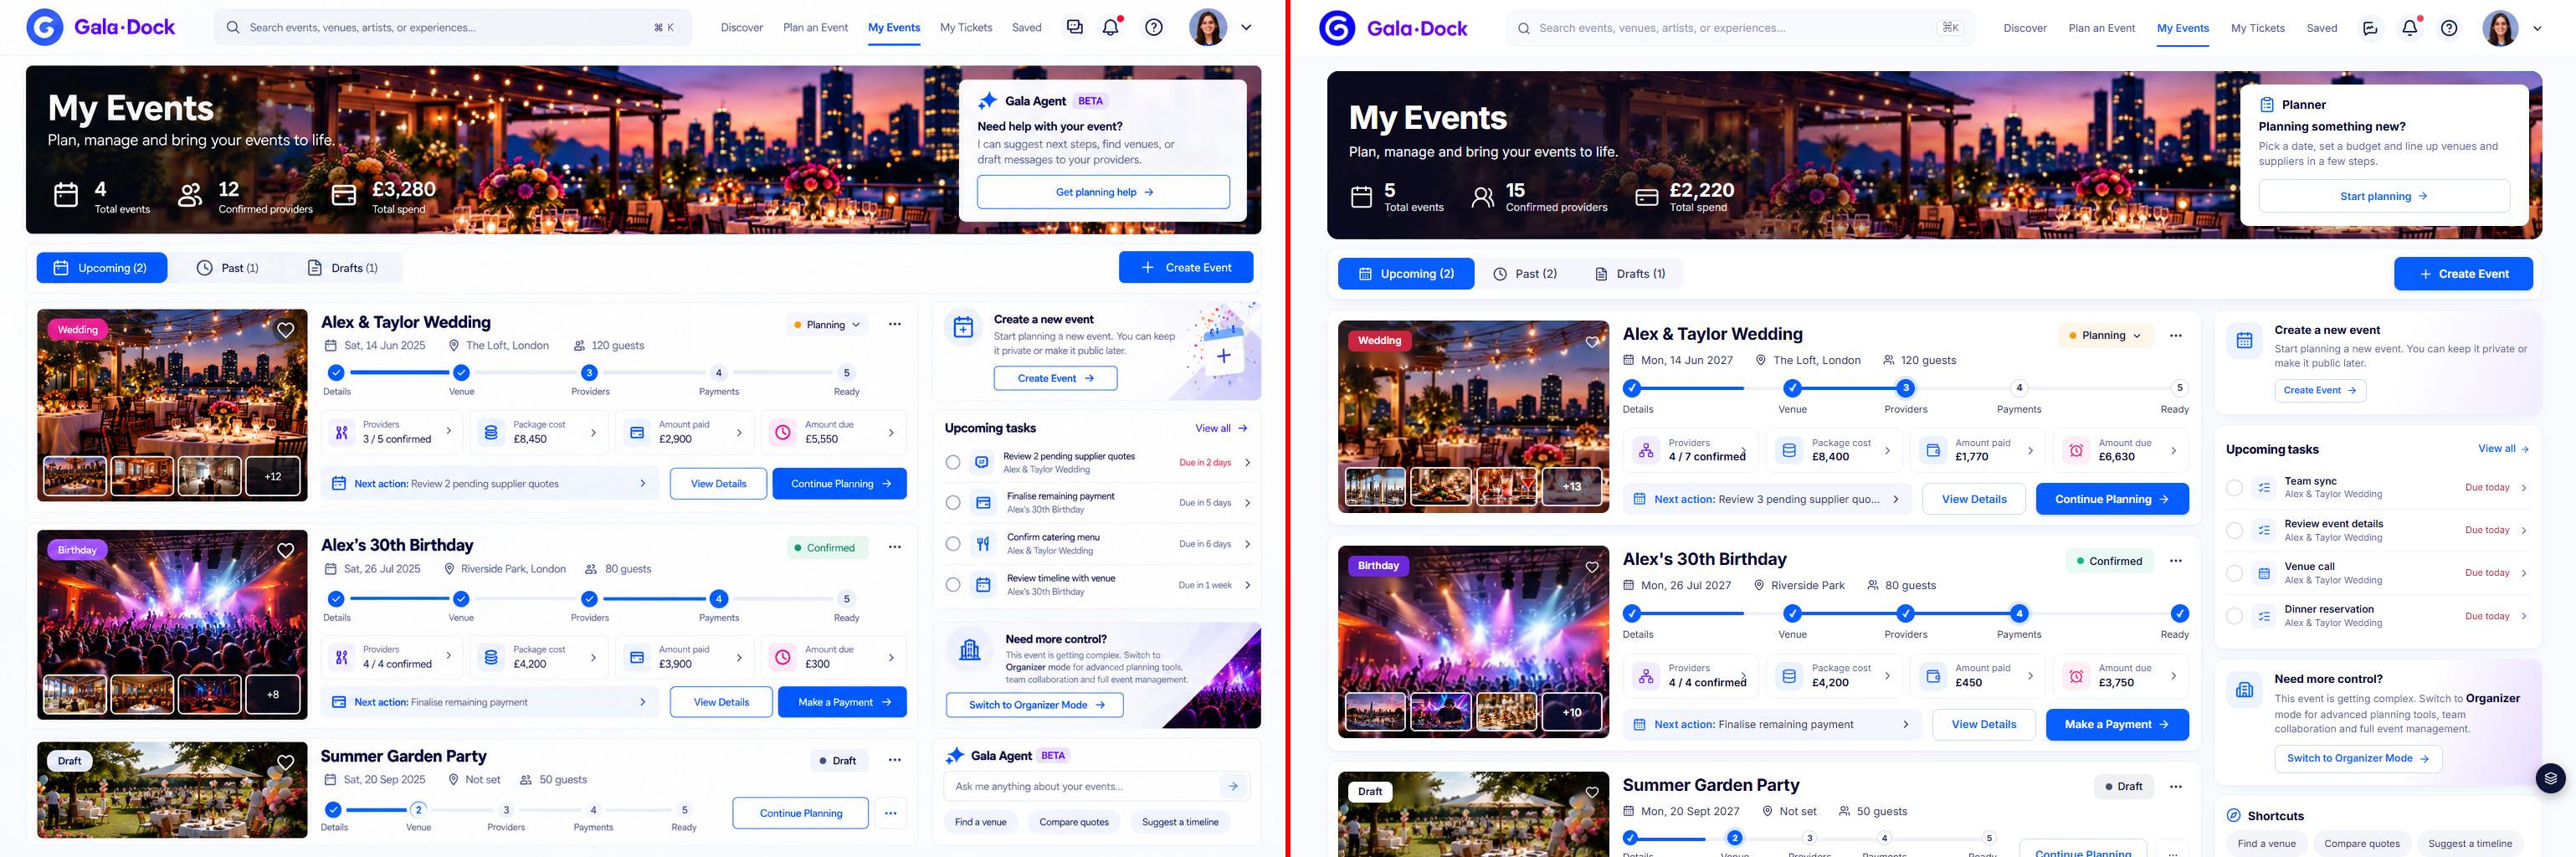 Gala·Dock
Search events, venues, artists, or experiences...
⌘ K
Discover
Plan an Event
My Events
My Tickets
Saved
My Events
Plan, manage and bring your events to life.
4
Total events
12
Confirmed providers
£3,280
Total spend
Gala Agent BETA
Need help with your event?
I can suggest next steps, find venues, or
draft messages to your providers.
Get planning help →
Upcoming (2)
Past (1)
Drafts (1)
+ Create Event
Wedding
+12
Alex & Taylor Wedding
Planning
Sat, 14 Jun 2025
The Loft, London
120 guests
3
4
5
Details
Venue
Providers
Payments
Ready
Providers
3 / 5 confirmed
Package cost
£8,450
Amount paid
£2,900
Amount due
£5,550
Next action: Review 2 pending supplier quotes
View Details
Continue Planning →
Birthday
+8
Alex’s 30th Birthday
Confirmed
Sat, 26 Jul 2025
Riverside Park, London
80 guests
4
5
Details
Venue
Providers
Payments
Ready
Providers
4 / 4 confirmed
Package cost
£4,200
Amount paid
£3,900
Amount due
£300
Next action: Finalise remaining payment
View Details
Make a Payment →
Draft
Summer Garden Party
Draft
Sat, 20 Sep 2025
Not set
50 guests
2
3
4
5
Details
Venue
Providers
Payments
Ready
Continue Planning
Create a new event
Start planning a new event. You can keep
it private or make it public later.
Create Event →
Upcoming tasks
View all →
Review 2 pending supplier quotes
Alex & Taylor Wedding
Due in 2 days
Finalise remaining payment
Alex’s 30th Birthday
Due in 5 days
Confirm catering menu
Alex & Taylor Wedding
Due in 6 days
Review timeline with venue
Alex’s 30th Birthday
Due in 1 week
Need more control?
This event is getting complex. Switch to
Organizer mode for advanced planning tools,
team collaboration and full event management.
Switch to Organizer Mode →
Gala Agent BETA
Ask me anything about your events...
Find a venue
Compare quotes
Suggest a timeline
Gala·Dock
Search events, venues, artists, or experiences...
⌘K
Discover
Plan an Event
My Events
My Tickets
Saved
My Events
Plan, manage and bring your events to life.
5
Total events
15
Confirmed providers
£2,220
Total spend
Planner
Planning something new?
Pick a date, set a budget and line up venues and
suppliers in a few steps.
Start planning →
Upcoming (2)
Past (2)
Drafts (1)
+ Create Event
Wedding
+13
Alex & Taylor Wedding
Planning
Mon, 14 Jun 2027
The Loft, London
120 guests
3
4
5
Details
Venue
Providers
Payments
Ready
Providers
4 / 7 confirmed
Package cost
£8,400
Amount paid
£1,770
Amount due
£6,630
Next action: Review 3 pending supplier quo...
View Details
Continue Planning →
Birthday
+10
Alex's 30th Birthday
Confirmed
Mon, 26 Jul 2027
Riverside Park
80 guests
4
Details
Venue
Providers
Payments
Ready
Providers
4 / 4 confirmed
Package cost
£4,200
Amount paid
£450
Amount due
£3,750
Next action: Finalise remaining payment
View Details
Make a Payment →
Draft
Summer Garden Party
Draft
Mon, 20 Sept 2027
Not set
50 guests
2
3
4
5
Details
Venue
Providers
Payments
Ready
Continue Planning
Create a new event
Start planning a new event. You can keep it private or
make it public later.
Create Event →
Upcoming tasks
View all →
Team sync
Alex & Taylor Wedding
Due today
Review event details
Alex & Taylor Wedding
Due today
Venue call
Alex & Taylor Wedding
Due today
Dinner reservation
Alex & Taylor Wedding
Due today
Need more control?
This event is getting complex. Switch to Organizer
mode for advanced planning tools, team
collaboration and full event management.
Switch to Organizer Mode →
Shortcuts
Find a venue
Compare quotes
Suggest a timeline